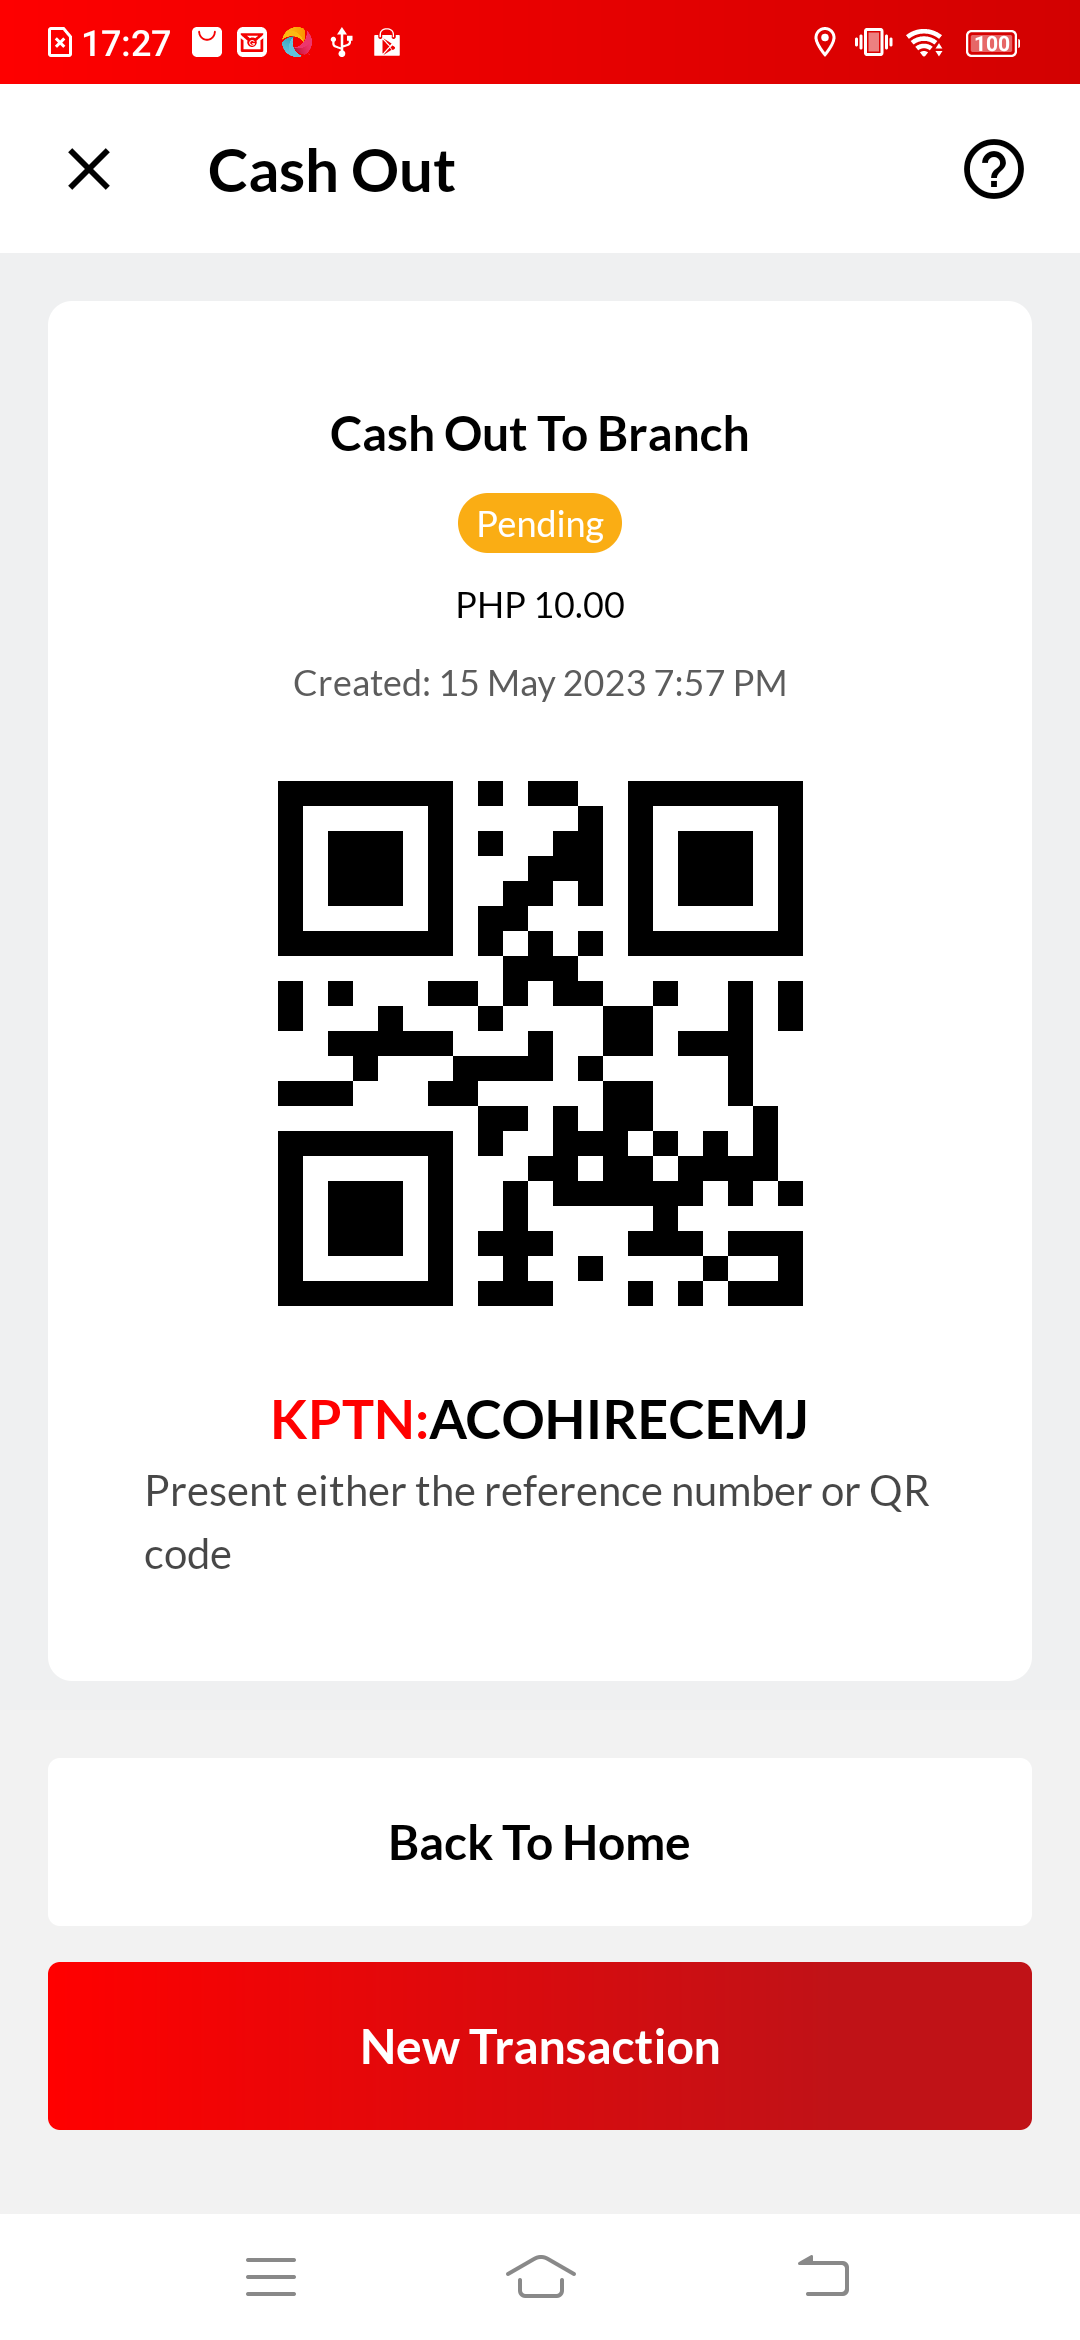 17:27
100
Cash Out
Cash Out To Branch
Pending
PHP 10.00
Created: 15 May 2023 7:57 PM
KPTN:ACOHIRECEMJ
Present either the reference number or QR
code
Back To Home
New Transaction